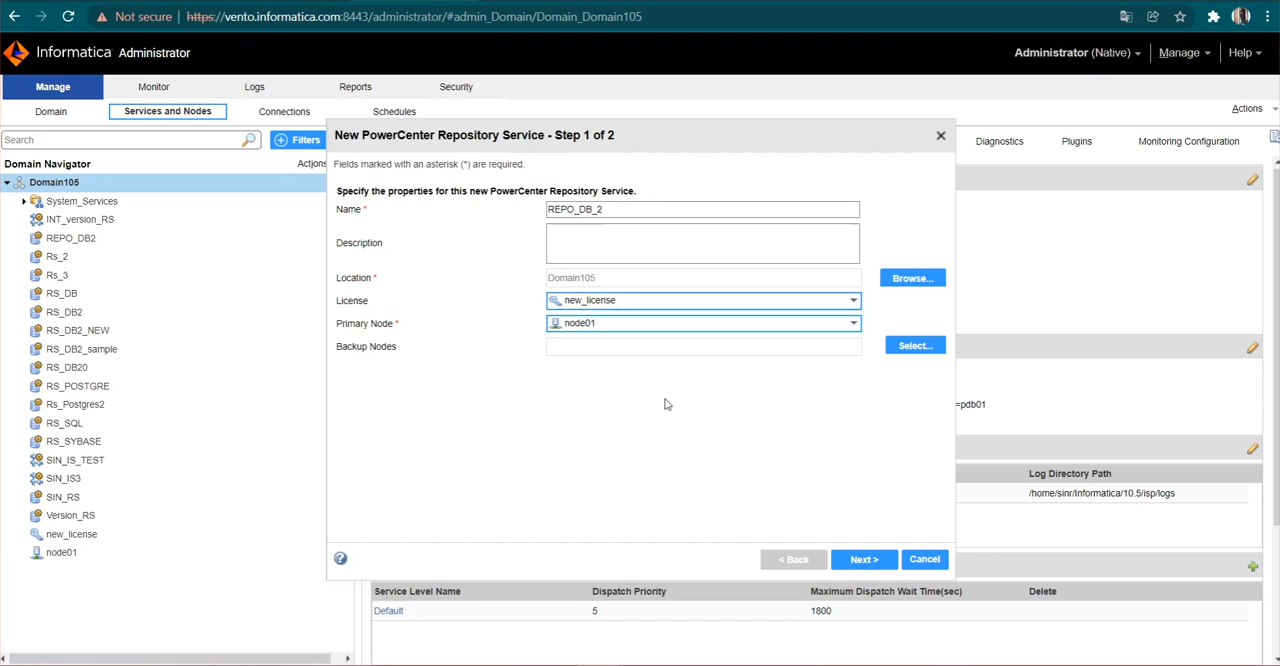 Not secure | https://vento.informatica.com:8443/administrator/#admin_Domain/Domain_Domain105
Informatica Administrator
Administrator (Native) Manage Help
Manage Monitor Logs Reports Security
Domain Services and Nodes Connections Schedules
Actions
Search
Filters
Diagnostics Plugins Monitoring Configuration
Domain Navigator Actions
Domain105
System_Services
INT_version_RS
REPO_DB2
Rs_2
Rs_3
RS_DB
RS_DB2
RS_DB2_NEW
RS_DB2_sample
RS_DB20
RS_POSTGRE
Rs_Postgres2
RS_SQL
RS_SYBASE
SIN_IS_TEST
SIN_IS3
SIN_RS
Version_RS
new_license
node01
New PowerCenter Repository Service - Step 1 of 2
Fields marked with an asterisk (*) are required.
Specify the properties for this new PowerCenter Repository Service.
Name * REPO_DB_2
Description
Location * Domain105 Browse...
License new_license
Primary Node * node01
Backup Nodes Select...
< Back Next > Cancel
=pdb01
Log Directory Path
/home/sinr/Informatica/10.5/isp/logs
Service Level Name Dispatch Priority Maximum Dispatch Wait Time(sec) Delete
Default 5 1800